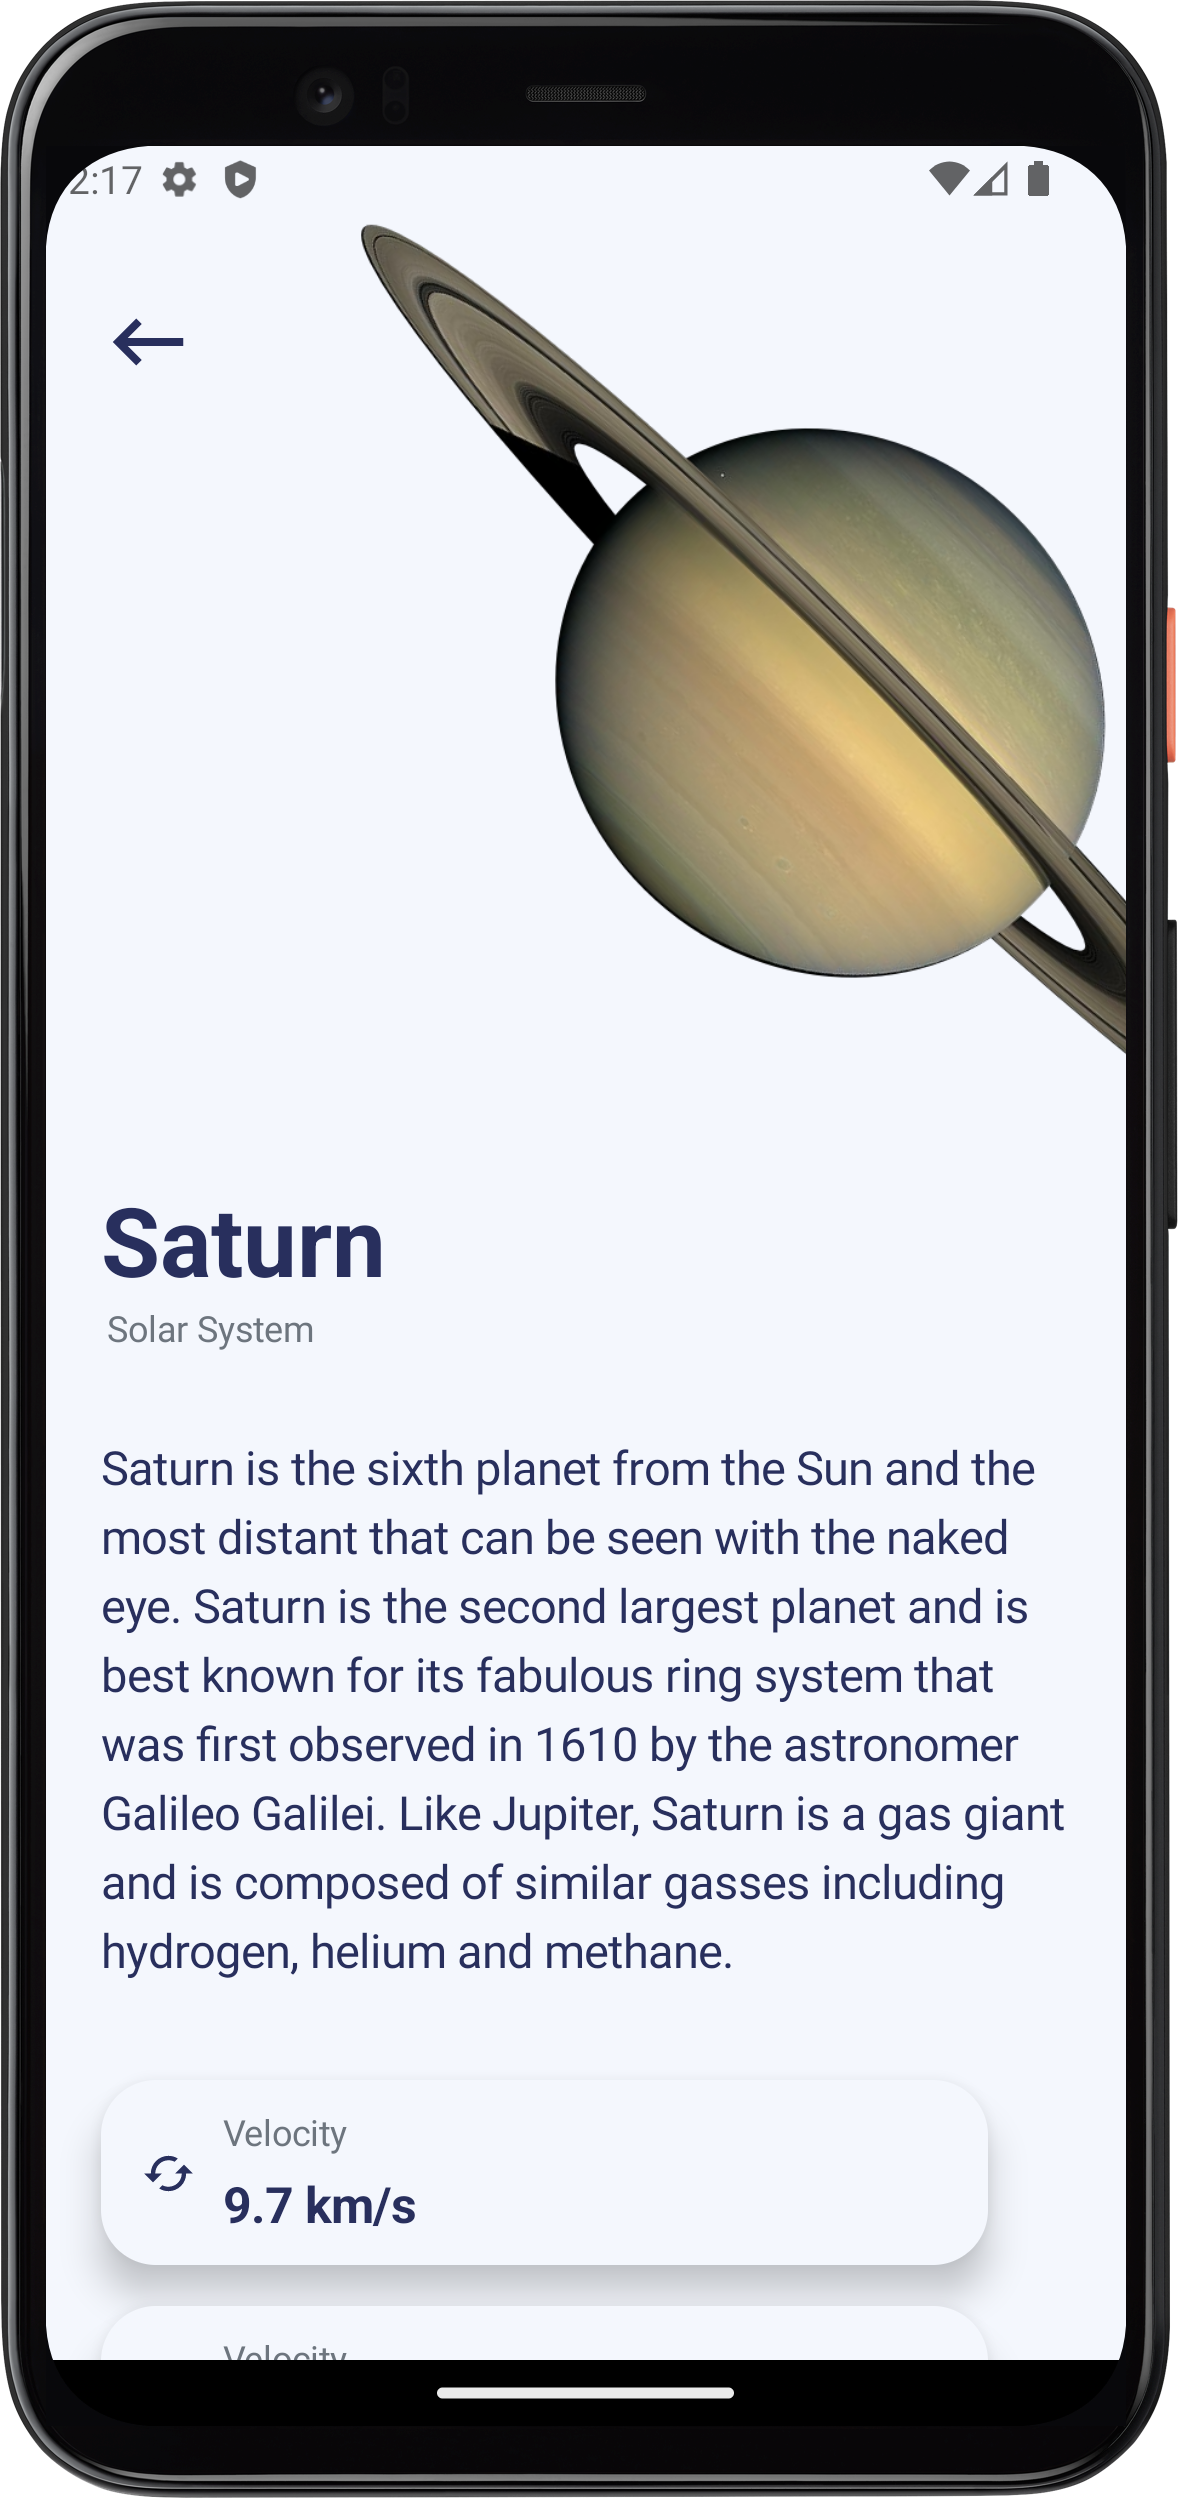 2:17
Saturn
Solar System
Saturn is the sixth planet from the Sun and the
most distant that can be seen with the naked
eye. Saturn is the second largest planet and is
best known for its fabulous ring system that
was first observed in 1610 by the astronomer
Galileo Galilei. Like Jupiter, Saturn is a gas giant
and is composed of similar gasses including
hydrogen, helium and methane.
Velocity
9.7 km/s
Velocity